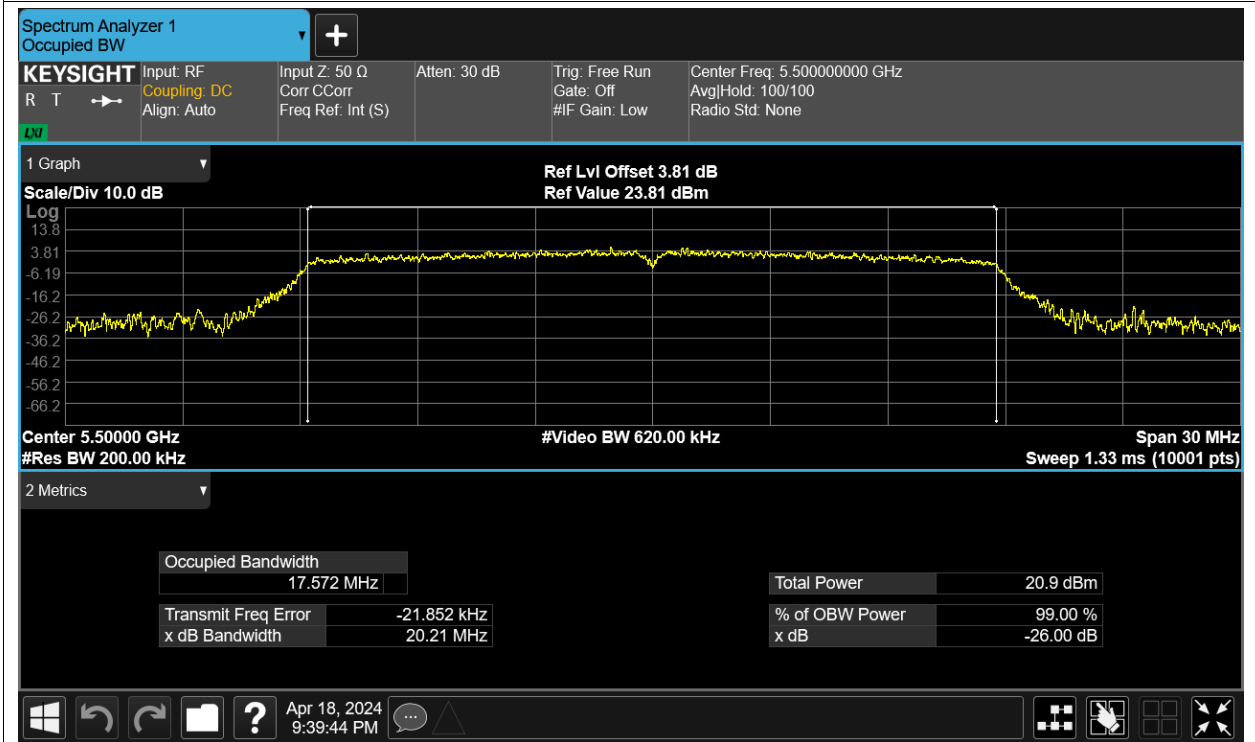 Spectrum Analyzer 1
Occupied BW
KEYSIGHT Input: RF Input Z: 50 Ω Atten: 30 dB Trig: Free Run Center Freq: 5.500000000 GHz
R T Coupling: DC Corr CCorr Gate: Off Avg|Hold: 100/100
Align: Auto Freq Ref: Int (S) #IF Gain: Low Radio Std: None
LXI
1 Graph
Ref Lvl Offset 3.81 dB
Scale/Div 10.0 dB Ref Value 23.81 dBm
Log
13.8
3.81
-6.19
-16.2
-26.2
-36.2
-46.2
-56.2
-66.2
Center 5.50000 GHz #Video BW 620.00 kHz Span 30 MHz
#Res BW 200.00 kHz Sweep 1.33 ms (10001 pts)
2 Metrics
Occupied Bandwidth
17.572 MHz Total Power 20.9 dBm
Transmit Freq Error -21.852 kHz % of OBW Power 99.00 %
x dB Bandwidth 20.21 MHz x dB -26.00 dB
? Apr 18, 2024
9:39:44 PM